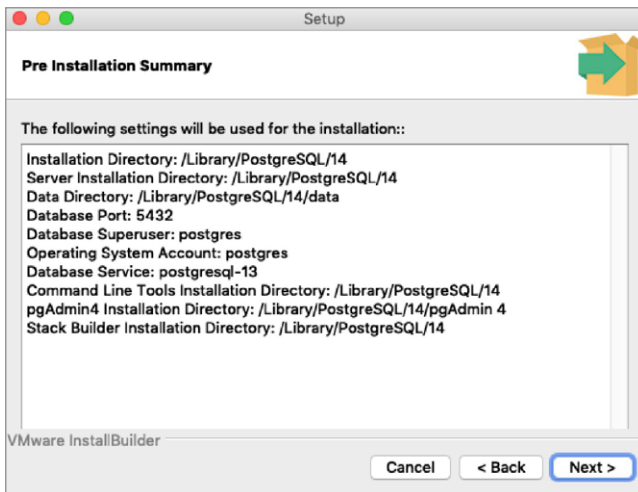 Setup
Pre Installation Summary
The following settings will be used for the installation::
Installation Directory: /Library/PostgreSQL/14
Server Installation Directory: /Library/PostgreSQL/14
Data Directory: /Library/PostgreSQL/14/data
Database Port: 5432
Database Superuser: postgres
Operating System Account: postgres
Database Service: postgresql-13
Command Line Tools Installation Directory: /Library/PostgreSQL/14
pgAdmin4 Installation Directory: /Library/PostgreSQL/14/pgAdmin 4
Stack Builder Installation Directory: /Library/PostgreSQL/14
VMware InstallBuilder
Cancel < Back Next >